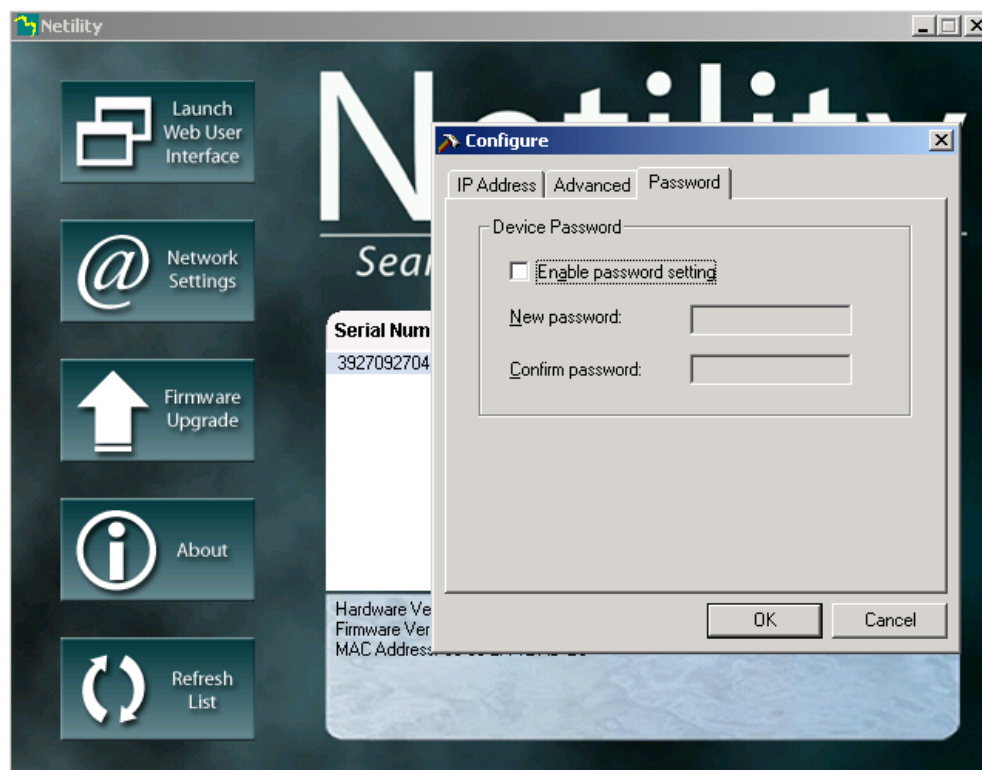 Netility
Launch
Web User
Interface
Network
Settings
Firmware
Upgrade
About
Refresh
List
Netility
Serial Num
3927092704
Hardware Ve
Firmware Ver
MAC Address:
Configure
IP Address
Advanced
Password
Device Password
Enable password setting
New password:
Confirm password:
OK
Cancel